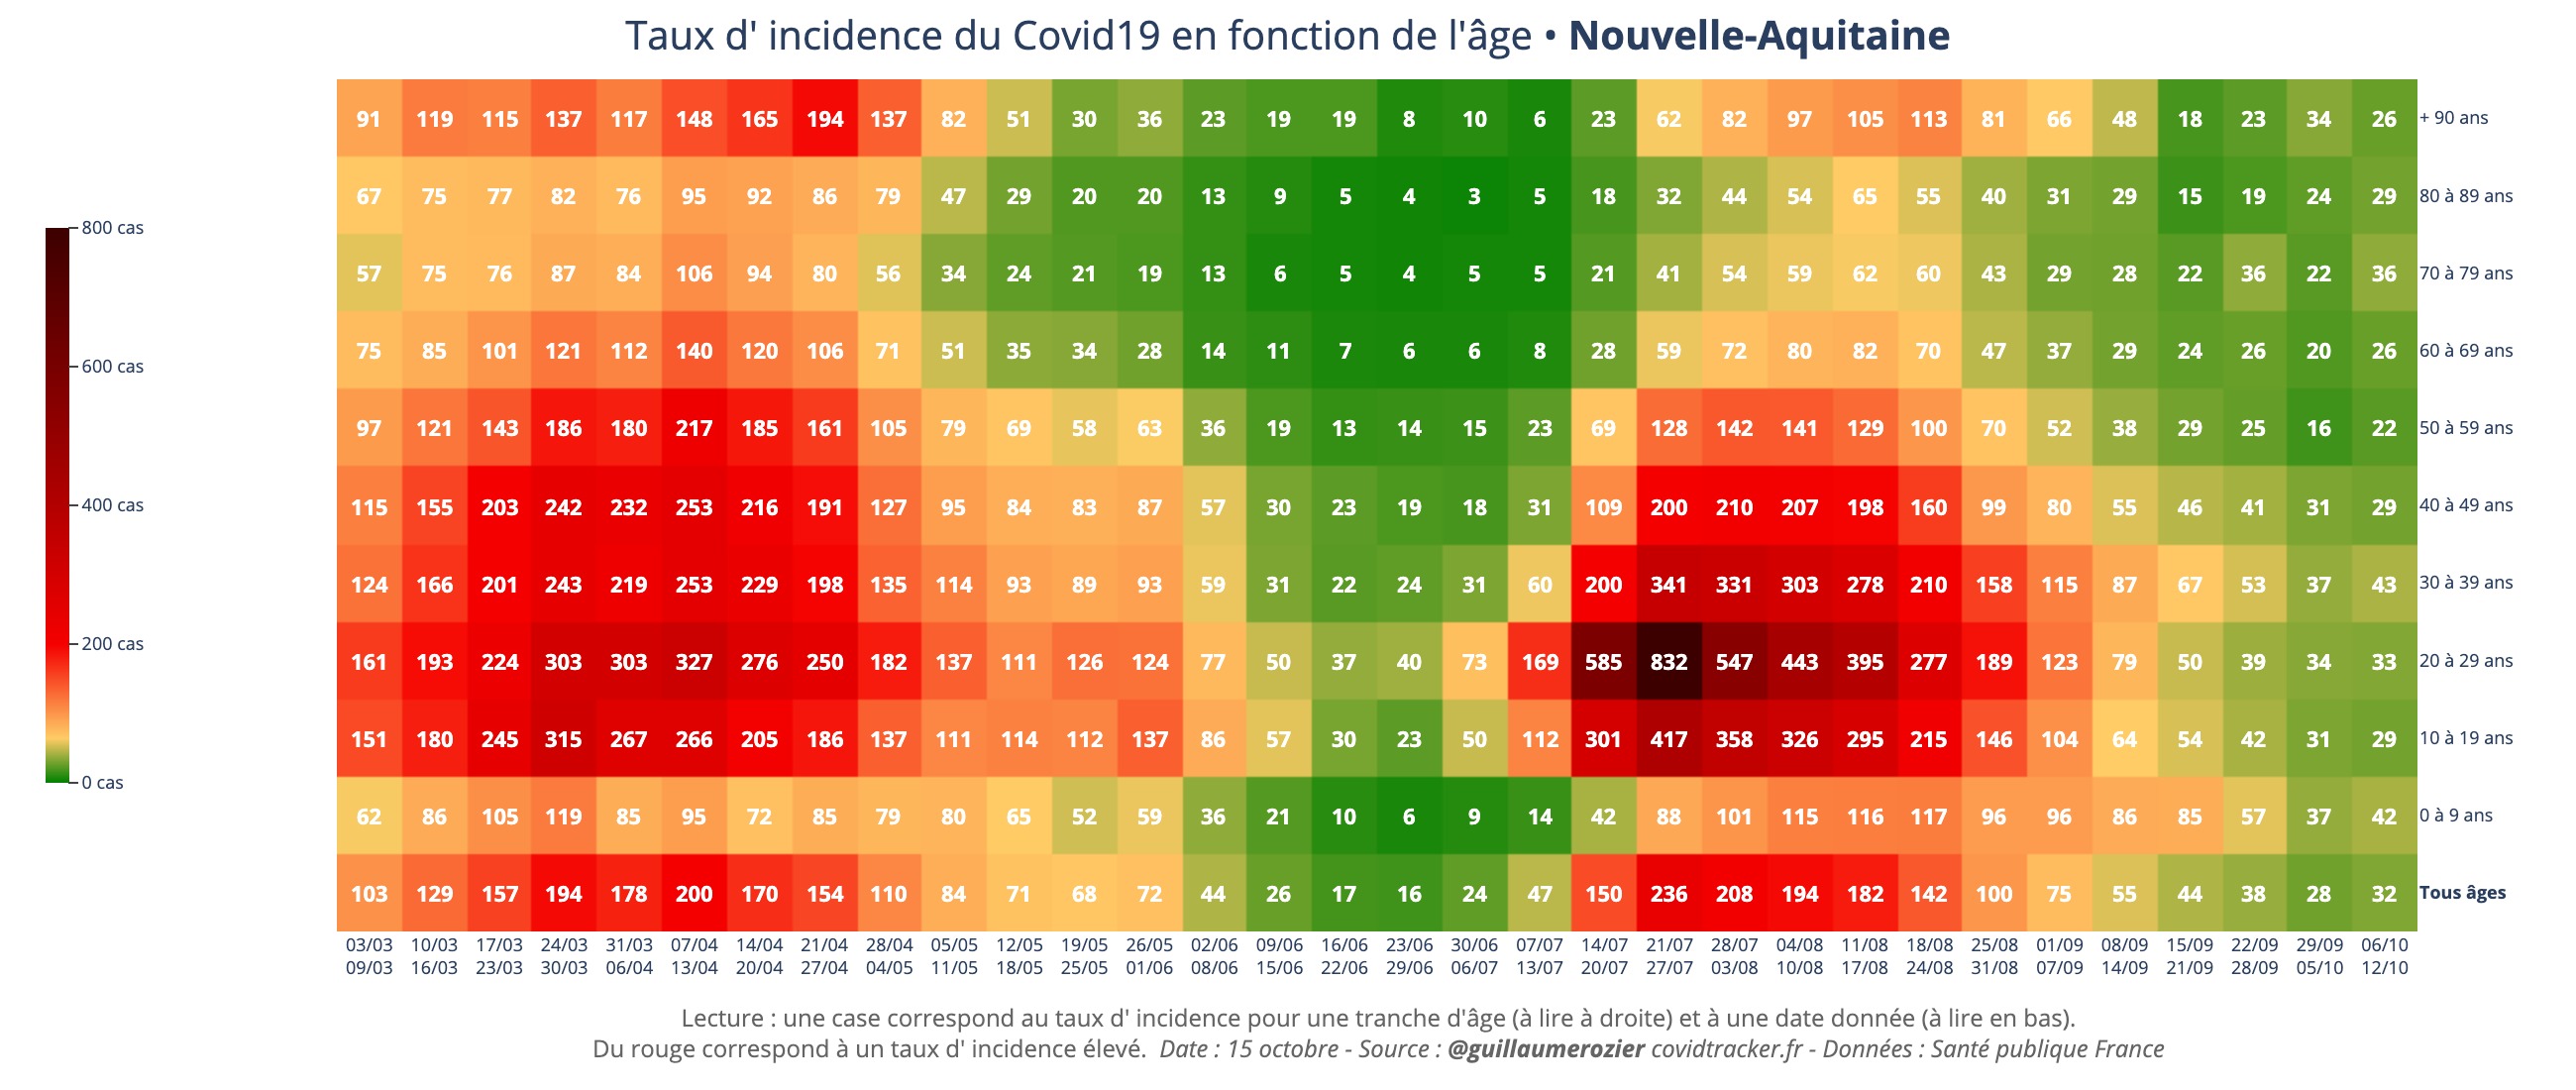 Taux d' incidence du Covid19 en fonction de l'âge • Nouvelle-Aquitaine
800 cas
600 cas
400 cas
200 cas
0 cas
91 119 115 137 117 148 165 194 137 82 51 30 36 23 19 19 8 10 6 23 62 82 97 105 113 81 66 48 18 23 34 26 + 90 ans
67 75 77 82 76 95 92 86 79 47 29 20 20 13 9 5 4 3 5 18 32 44 54 65 55 40 31 29 15 19 24 29 80 à 89 ans
57 75 76 87 84 106 94 80 56 34 24 21 19 13 6 5 4 5 5 21 41 54 59 62 60 43 29 28 22 36 22 36 70 à 79 ans
75 85 101 121 112 140 120 106 71 51 35 34 28 14 11 7 6 6 8 28 59 72 80 82 70 47 37 29 24 26 20 26 60 à 69 ans
97 121 143 186 180 217 185 161 105 79 69 58 63 36 19 13 14 15 23 69 128 142 141 129 100 70 52 38 29 25 16 22 50 à 59 ans
115 155 203 242 232 253 216 191 127 95 84 83 87 57 30 23 19 18 31 109 200 210 207 198 160 99 80 55 46 41 31 29 40 à 49 ans
124 166 201 243 219 253 229 198 135 114 93 89 93 59 31 22 24 31 60 200 341 331 303 278 210 158 115 87 67 53 37 43 30 à 39 ans
161 193 224 303 303 327 276 250 182 137 111 126 124 77 50 37 40 73 169 585 832 547 443 395 277 189 123 79 50 39 34 33 20 à 29 ans
151 180 245 315 267 266 205 186 137 111 114 112 137 86 57 30 23 50 112 301 417 358 326 295 215 146 104 64 54 42 31 29 10 à 19 ans
62 86 105 119 85 95 72 85 79 80 65 52 59 36 21 10 6 9 14 42 88 101 115 116 117 96 96 86 85 57 37 42 0 à 9 ans
103 129 157 194 178 200 170 154 110 84 71 68 72 44 26 17 16 24 47 150 236 208 194 182 142 100 75 55 44 38 28 32 Tous âges
03/03 10/03 17/03 24/03 31/03 07/04 14/04 21/04 28/04 05/05 12/05 19/05 26/05 02/06 09/06 16/06 23/06 30/06 07/07 14/07 21/07 28/07 04/08 11/08 18/08 25/08 01/09 08/09 15/09 22/09 29/09 06/10
09/03 16/03 23/03 30/03 06/04 13/04 20/04 27/04 04/05 11/05 18/05 25/05 01/06 08/06 15/06 22/06 29/06 06/07 13/07 20/07 27/07 03/08 10/08 17/08 24/08 31/08 07/09 14/09 21/09 28/09 05/10 12/10
Lecture : une case correspond au taux d' incidence pour une tranche d'âge (à lire à droite) et à une date donnée (à lire en bas).
Du rouge correspond à un taux d' incidence élevé. Date : 15 octobre - Source : @guillaumerozier covidtracker.fr - Données : Santé publique France